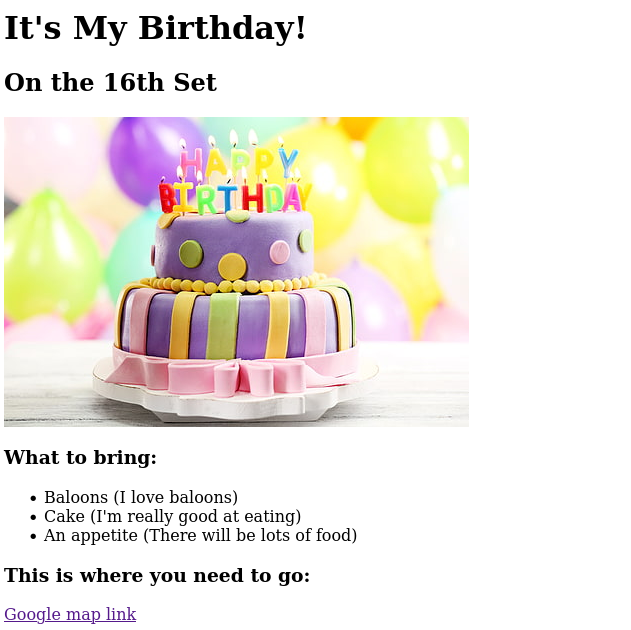 It's My Birthday!
On the 16th Set
HAPPY
BIRTHDAY
What to bring:
• Baloons (I love baloons)
• Cake (I'm really good at eating)
• An appetite (There will be lots of food)
This is where you need to go:
Google map link